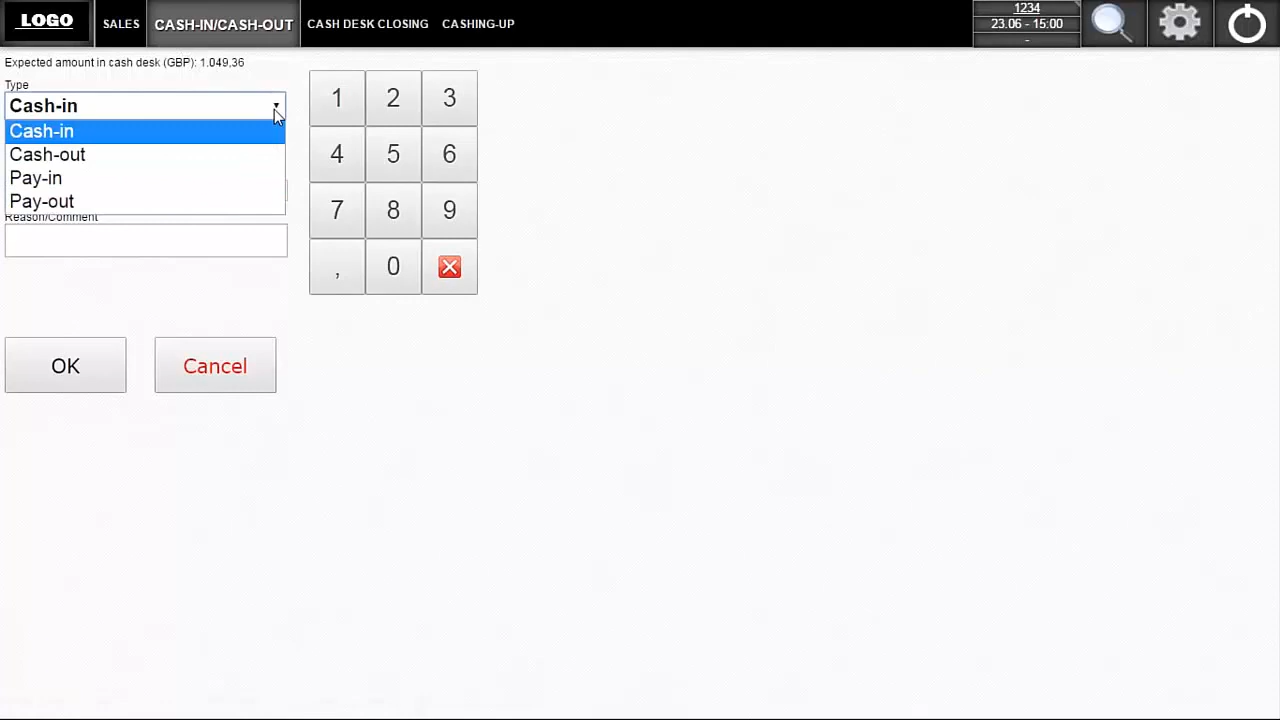 LOGO
SALES
CASH-IN/CASH-OUT
CASH DESK CLOSING
CASHING-UP
1234
23.06 - 15:00
-
Expected amount in cash desk (GBP): 1.049,36
Type
Cash-in
Cash-in
Cash-out
Pay-in
Pay-out
Reason/Comment
1 2 3
4 5 6
7 8 9
, 0
OK
Cancel